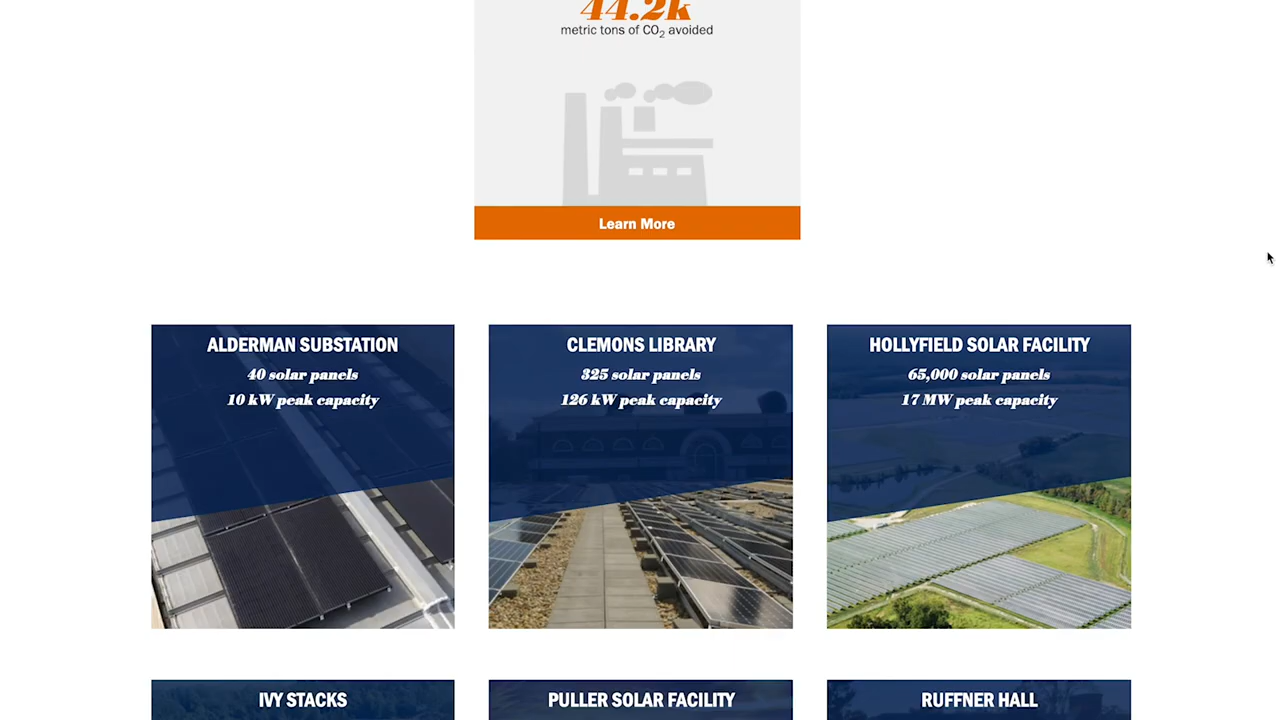 44.2k
metric tons of CO2 avoided
Learn More
ALDERMAN SUBSTATION
40 solar panels
10 kW peak capacity
CLEMONS LIBRARY
325 solar panels
126 kW peak capacity
HOLLYFIELD SOLAR FACILITY
65,000 solar panels
17 MW peak capacity
IVY STACKS
PULLER SOLAR FACILITY
RUFFNER HALL